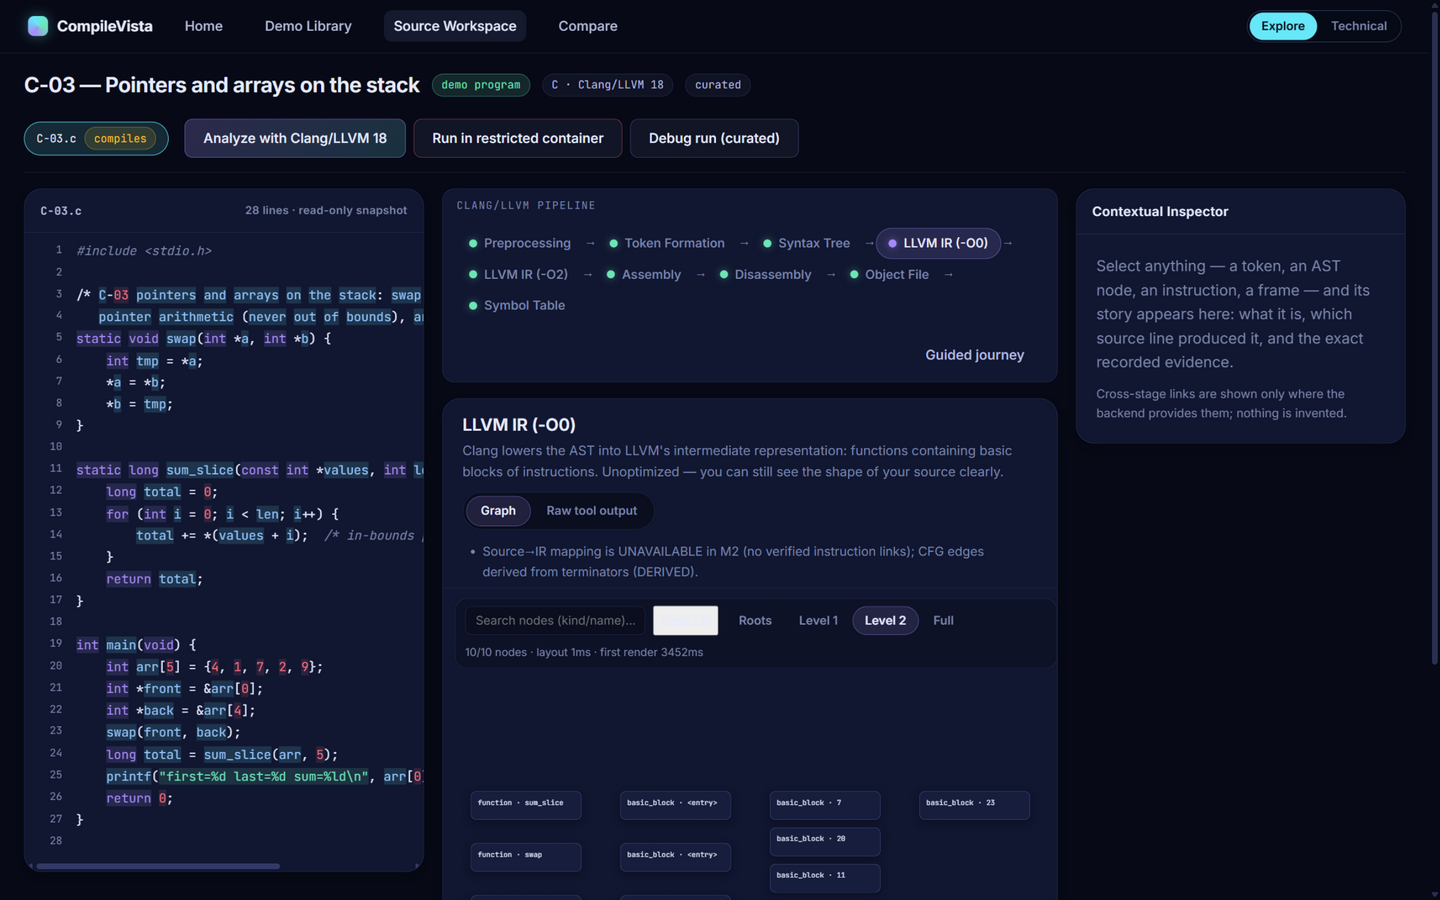 CompileVista
Home
Demo Library
Source Workspace
Compare
Explore
Technical
C-03 — Pointers and arrays on the stack
demo program
C · Clang/LLVM 18
curated
C-03.c
compiles
Analyze with Clang/LLVM 18
Run in restricted container
Debug run (curated)
C-03.c
28 lines · read-only snapshot
1 #include <stdio.h>
2
3 /* C-03 pointers and arrays on the stack: swap
4 pointer arithmetic (never out of bounds),
5 static void swap(int *a, int *b) {
6 int tmp = *a;
7 *a = *b;
8 *b = tmp;
9 }
10
11 static long sum_slice(const int *values, int
12 long total = 0;
13 for (int i = 0; i < len; i++) {
14 total += *(values + i); /* in-bounds
15 }
16 return total;
17 }
18
19 int main(void) {
20 int arr[5] = {4, 1, 7, 2, 9};
21 int *front = &arr[0];
22 int *back = &arr[4];
23 swap(front, back);
24 long total = sum_slice(arr, 5);
25 printf("first=%d last=%d sum=%ld\n", arr[0]
26 return 0;
27 }
28
CLANG/LLVM PIPELINE
Preprocessing → Token Formation → Syntax Tree → LLVM IR (-O0) →
LLVM IR (-O2) → Assembly → Disassembly → Object File →
Symbol Table
Guided journey
LLVM IR (-O0)
Clang lowers the AST into LLVM's intermediate representation: functions containing basic
blocks of instructions. Unoptimized — you can still see the shape of your source clearly.
Graph
Raw tool output
• Source→IR mapping is UNAVAILABLE in M2 (no verified instruction links); CFG edges
derived from terminators (DERIVED).
Search nodes (kind/name)...
Roots
Level 1
Level 2
Full
10/10 nodes · layout 1ms · first render 3452ms
function · sum_slice
basic_block · <entry>
basic_block · 7
basic_block · 23
basic_block · 20
function · swap
basic_block · <entry>
basic_block · 11
Contextual Inspector
Select anything — a token, an AST
node, an instruction, a frame — and its
story appears here: what it is, which
source line produced it, and the exact
recorded evidence.
Cross-stage links are shown only where the
backend provides them; nothing is invented.